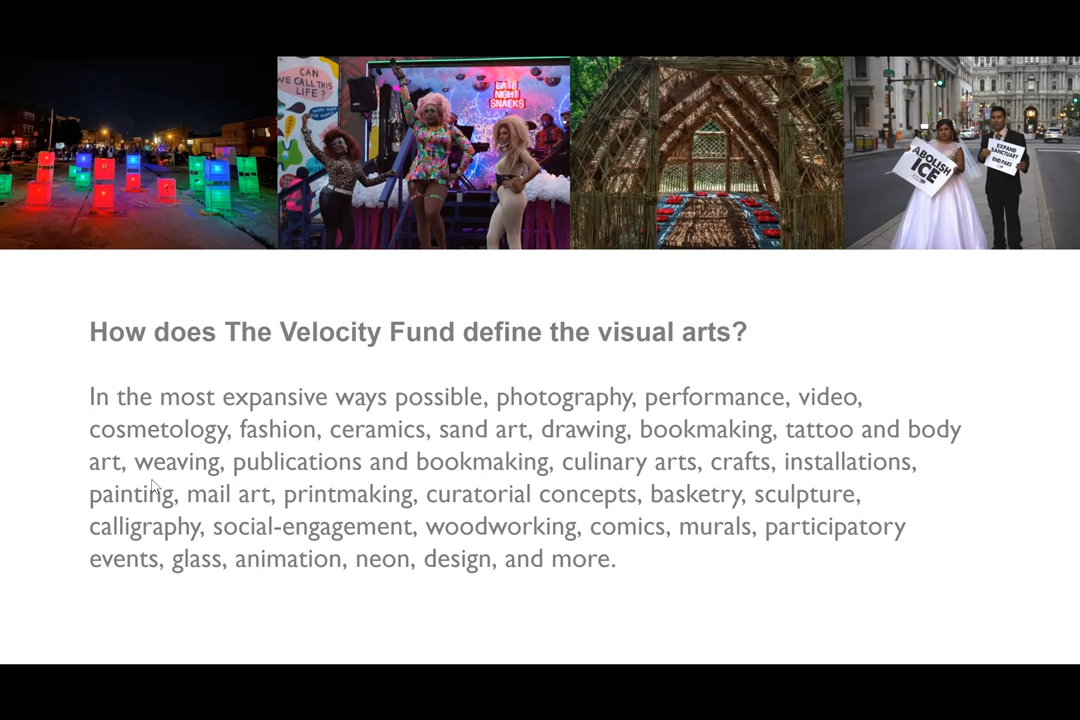 CAN
WE CALL THIS
LIFE?
LATE
NIGHT
SNACKS
ABOLISH
ICE
EXPAND
SANCTUARY
END PARS
How does The Velocity Fund define the visual arts?
In the most expansive ways possible, photography, performance, video,
cosmetology, fashion, ceramics, sand art, drawing, bookmaking, tattoo and body
art, weaving, publications and bookmaking, culinary arts, crafts, installations,
painting, mail art, printmaking, curatorial concepts, basketry, sculpture,
calligraphy, social-engagement, woodworking, comics, murals, participatory
events, glass, animation, neon, design, and more.